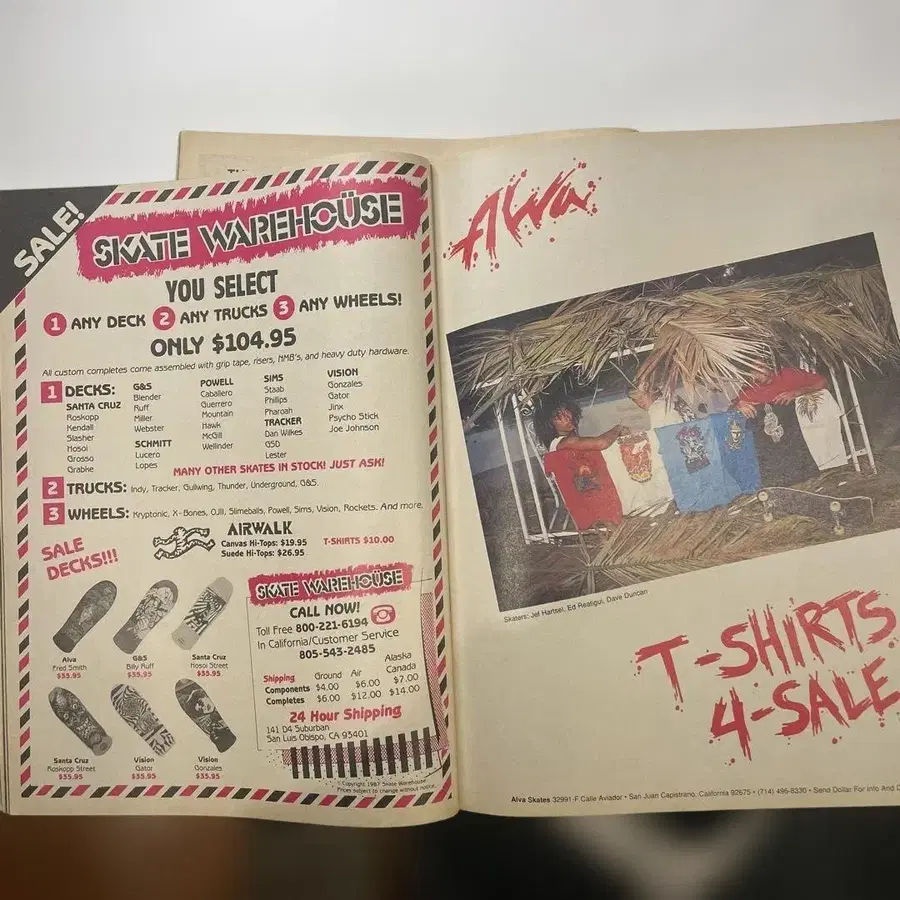 SALE!
SKATE WAREHOÜSE
YOU SELECT
1 ANY DECK 2 ANY TRUCKS 3 ANY WHEELS!
ONLY $104.95
All custom completes come assembled with grip tape, risers, NMB's, and heavy duty hardware.
1 DECKS:
SANTA CRUZ
Roskopp
Kendall
Slasher
Hosoi
Grosso
Grabke
G&S
Blender
Ruff
Miller
Webster
SCHMITT
Lucero
Lopes
POWELL
Caballero
Guerrero
Mountain
Hawk
McGill
Wellinder
SIMS
Staab
Phillips
Pharoah
TRACKER
Dan Wilkes
GSD
Lester
VISION
Gonzales
Gator
Jinx
Psycho Stick
Joe Johnson
MANY OTHER SKATES IN STOCK! JUST ASK!
2 TRUCKS: Indy, Tracker, Gullwing, Thunder, Underground, G&S.
3 WHEELS: Kryptonic, X-Bones, OJII, Slimeballs, Powell, Sims, Vision, Rockets. And more.
AIRWALK
Canvas Hi-Tops: $19.95
Suede Hi-Tops: $26.95
T-SHIRTS $10.00
SALE
DECKS!!!
Alva
Fred Smith
$35.95
G&S
Billy Ruff
$35.95
Santa Cruz
Hosoi Street
$35.95
Santa Cruz
Roskopp Street
$35.95
Vision
Gator
$35.95
Vision
Gonzales
$35.95
SKATE WAREHOÜSE
CALL NOW!
Toll Free 800-221-6194
In California/Customer Service
805-543-2485
Shipping Ground Air Alaska Canada
Components $4.00 $6.00 $7.00
Completes $6.00 $12.00 $14.00
24 Hour Shipping
141 D4 Suburban
San Luis Obispo, CA 93401
Copyright 1987 Skate Warehouse
Prices subject to change without notice.
Alva
Skaters: Jef Hartsel, Ed Reategui, Dave Duncan
T-SHIRTS
4-SALE
Alva Skates 32991-F Calle Aviador • San Juan Capistrano, California 92675 • (714) 496-8330 • Send Dollar For Info And